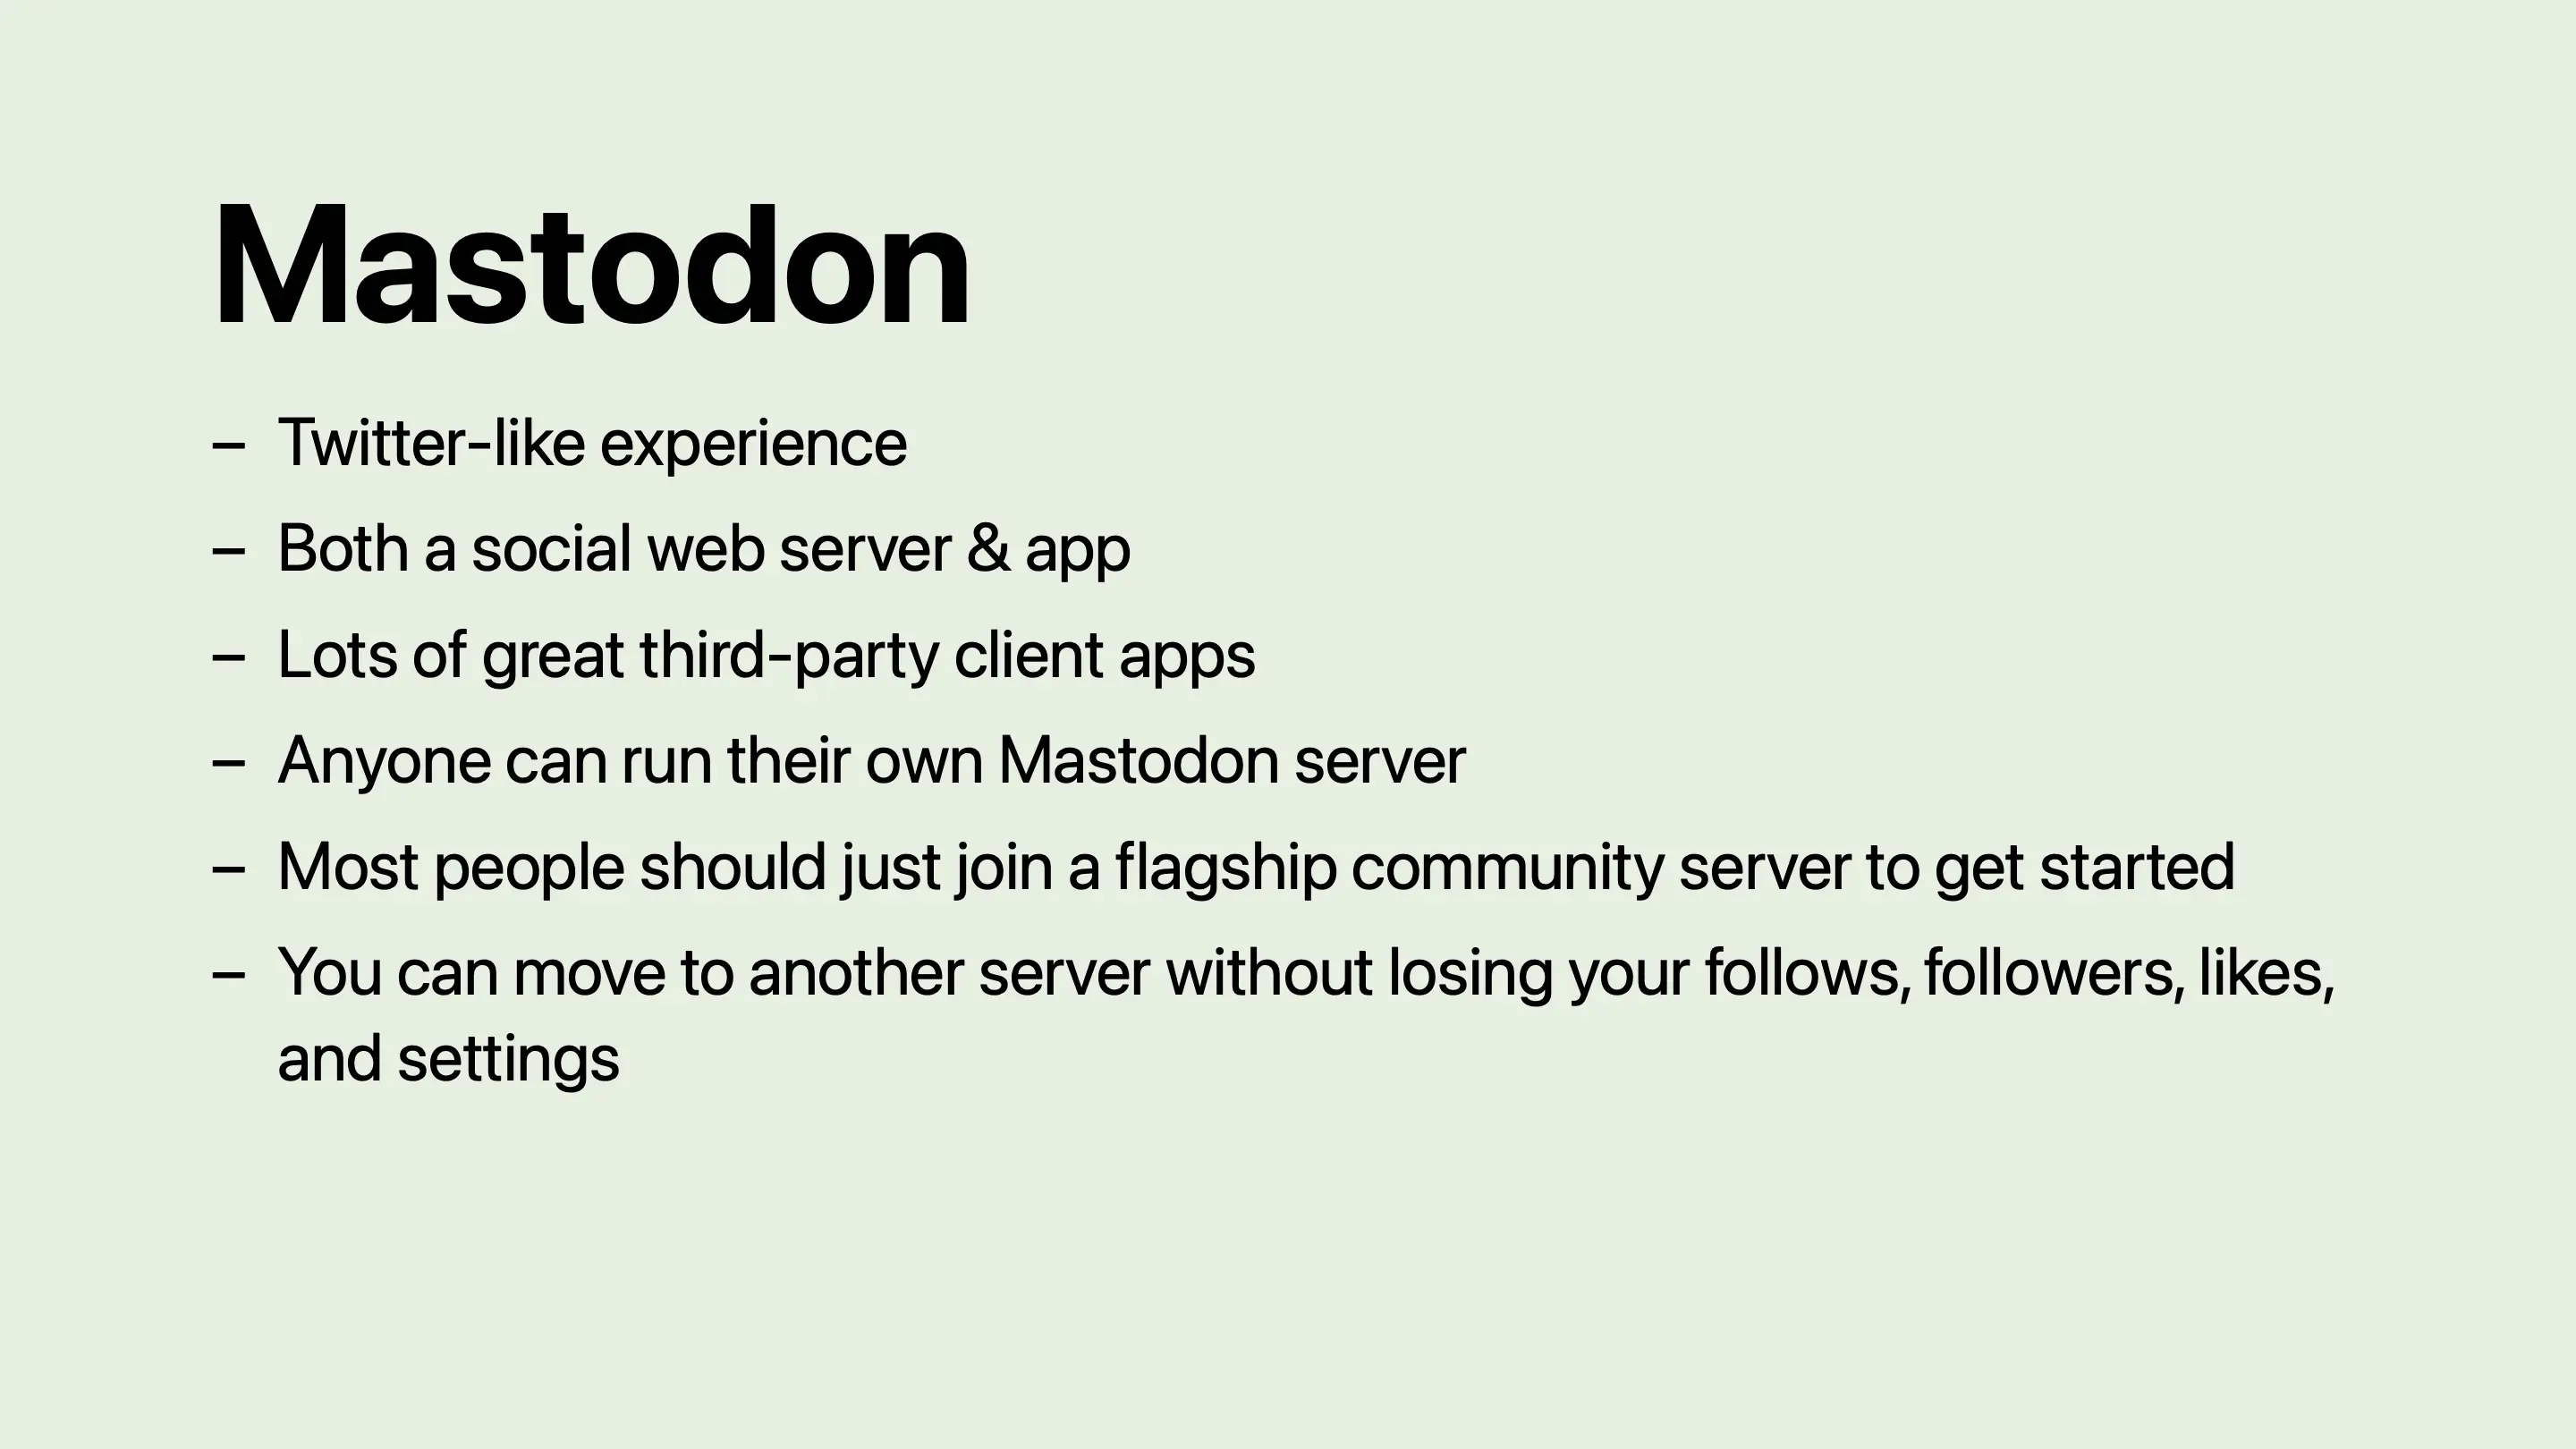 Mastodon
– Twitter-like experience
– Both a social web server & app
– Lots of great third-party client apps
– Anyone can run their own Mastodon server
– Most people should just join a flagship community server to get started
– You can move to another server without losing your follows, followers, likes,
and settings